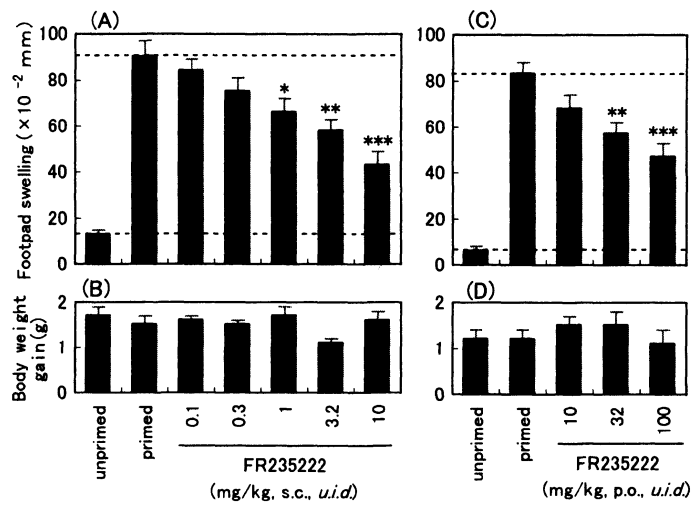 (A)
Footpad swelling (×10⁻² mm)
100
80
60
40
20
0
*
**
***
(C)
100
80
60
40
20
0
**
***
(B)
Body weight
gain(g)
2
1
0
(D)
2
1
0
unprimed
primed
0.1
0.3
1
3.2
10
FR235222
(mg/kg, s.c., u.i.d.)
unprimed
primed
10
32
100
FR235222
(mg/kg, p.o., u.i.d.)